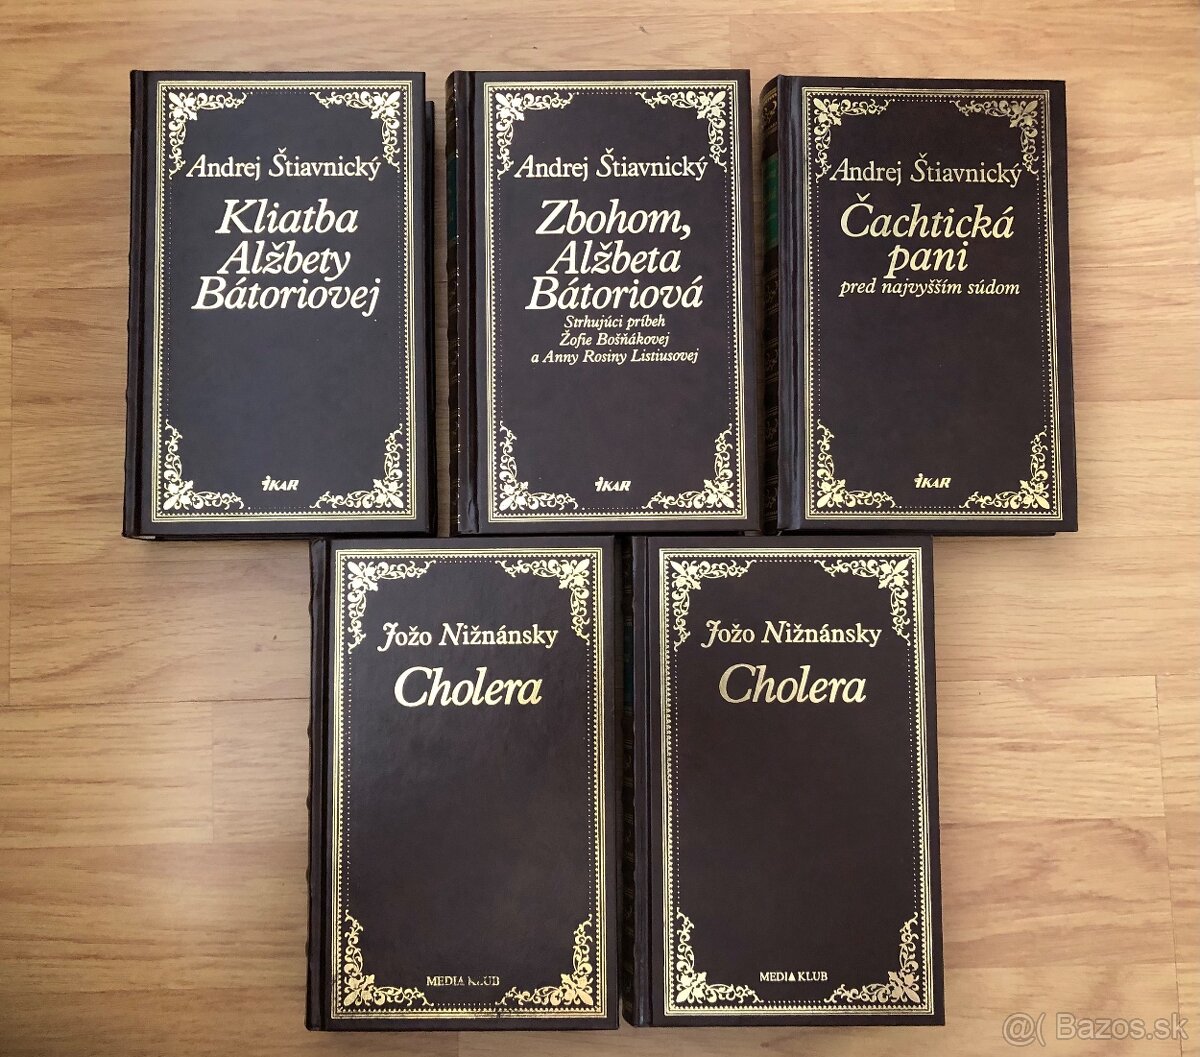 Andrej Štiavnický
Kliatba
Alžbety
Bátoriovej
IKAR
Andrej Štiavnický
Zbohom,
Alžbeta
Bátoriová
Strhujúci príbeh
Žofie Bošňákovej
a Anny Rosiny Listiusovej
IKAR
Andrej Štiavnický
Čachtická
pani
pred najvyšším súdom
IKAR
Jožo Nižnánsky
Cholera
MEDIA KLUB
Jožo Nižnánsky
Cholera
MEDIA KLUB
@( Bazos.sk